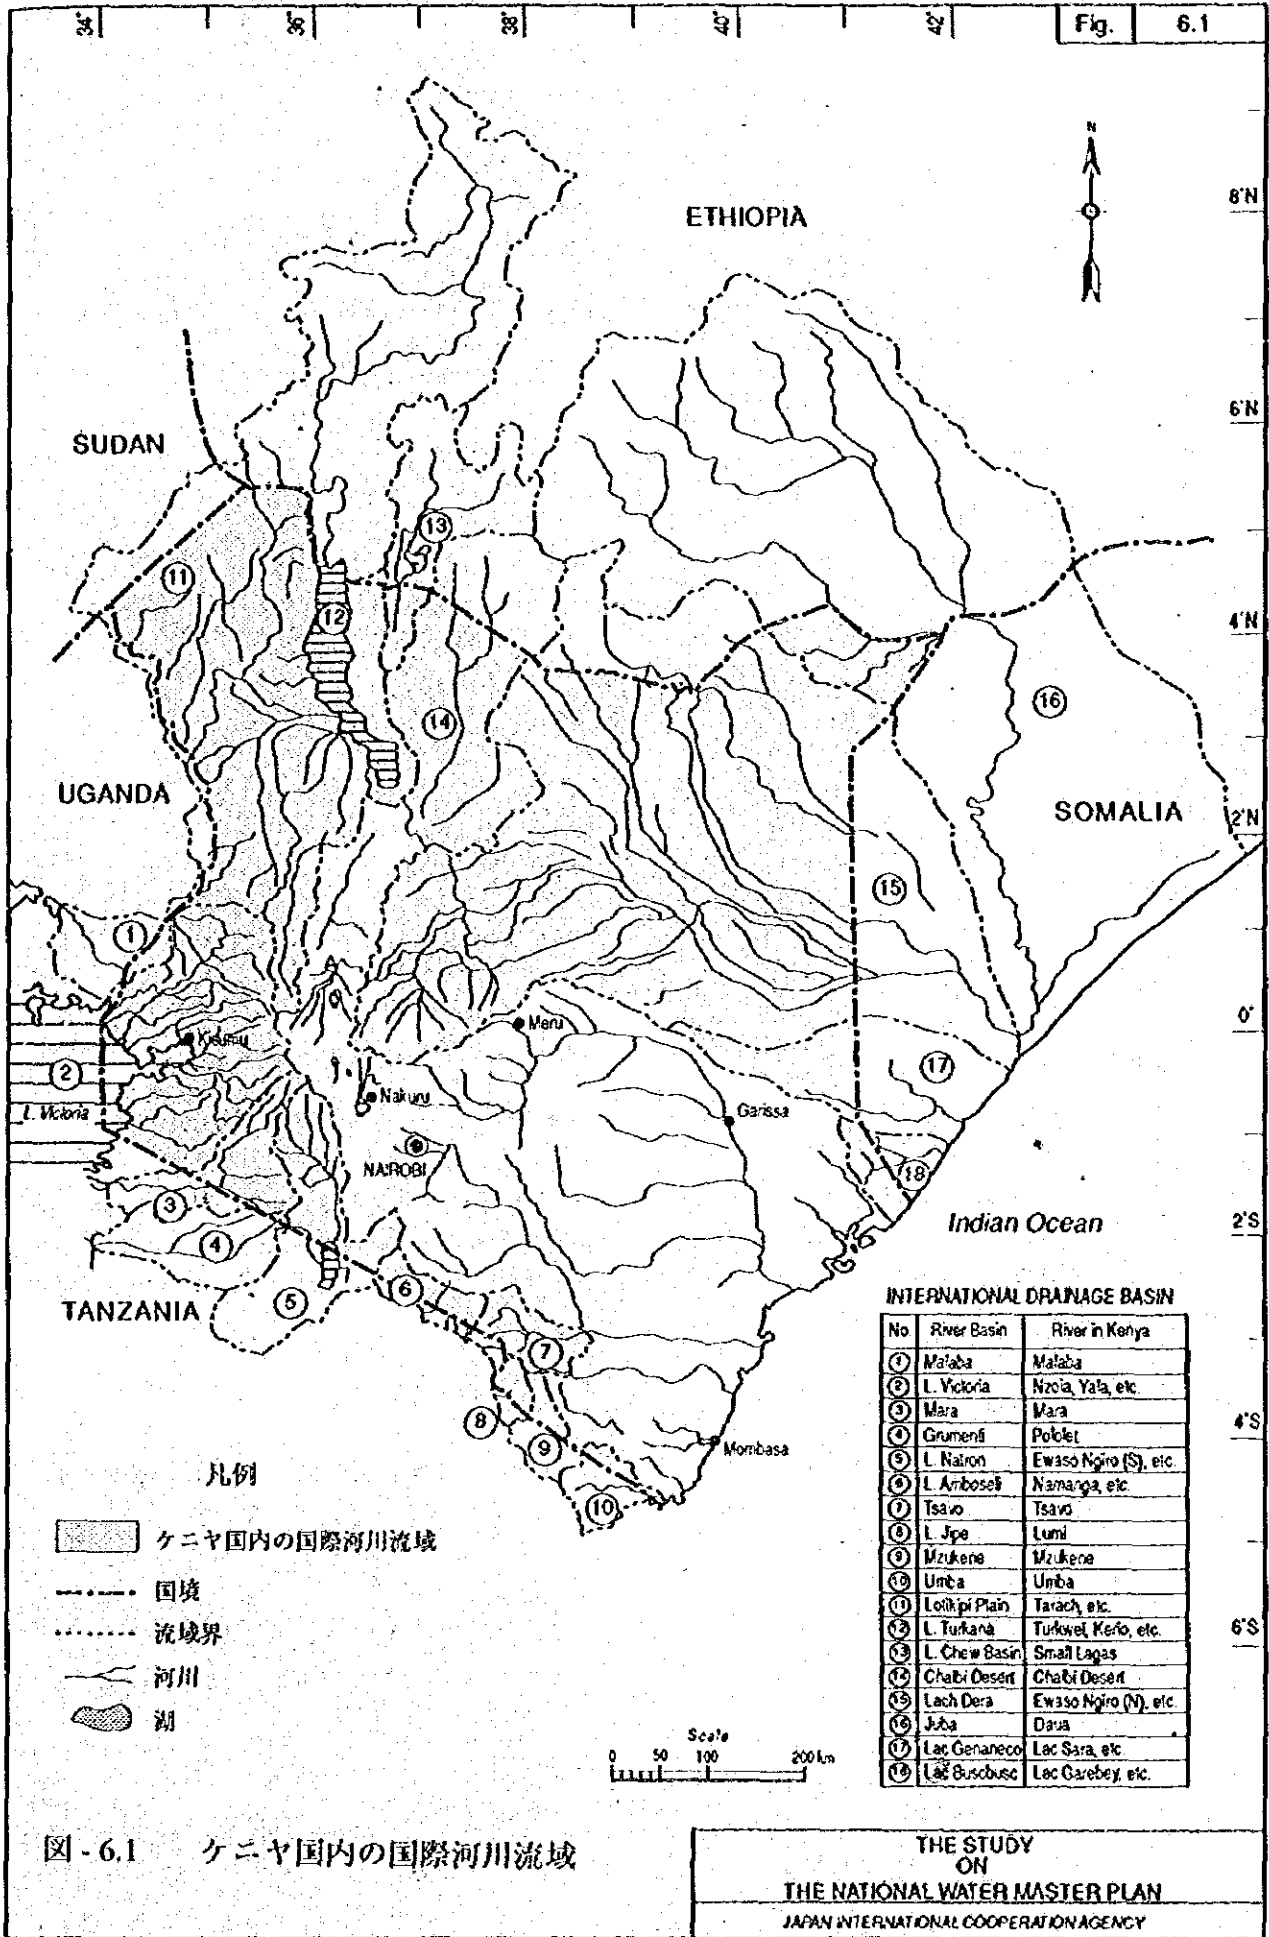 34° 36° 38° 40° 42°
Fig. 6.1
N
8°N
ETHIOPIA
6°N
SUDAN
13
11
12
4°N
16
14
UGANDA
SOMALIA
2°N
15
1
0°
Meru
Kisumu
17
2
Nakuru
L. Victoria
Garissa
NAIROBI
18
3
Indian Ocean
2°S
4
6
5
TANZANIA
7
8
4°S
9
Mombasa
10
INTERNATIONAL DRAINAGE BASIN
No River Basin River in Kenya
1 Malaba Malaba
2 L. Victoria Nzoia, Yala, etc.
3 Mara Mara
4 Grumenti Pololet
5 L. Natron Ewaso Ngiro (S), etc.
6 L. Amboseli Namanga, etc.
7 Tsavo Tsavo
8 L. Jipe Lumi
9 Mzukene Mzukene
10 Umba Umba
11 Lotikipi Plain Tarach, etc.
12 L. Turkana Turkwel, Kerio, etc.
13 L. Chew Basin Small Lagas
14 Chalbi Desert Chalbi Desert
15 Lach Dera Ewaso Ngiro (N), etc.
16 Juba Daua
17 Lac Genaneco Lac Sara, etc.
18 Lac Buscbusc Lac Garebey, etc.
6°S
凡例
ケニヤ国内の国際河川流域
国境
流域界
河川
湖
Scale
0 50 100 200 km
図 - 6.1 ケニヤ国内の国際河川流域
THE STUDY
ON
THE NATIONAL WATER MASTER PLAN
JAPAN INTERNATIONAL COOPERATION AGENCY